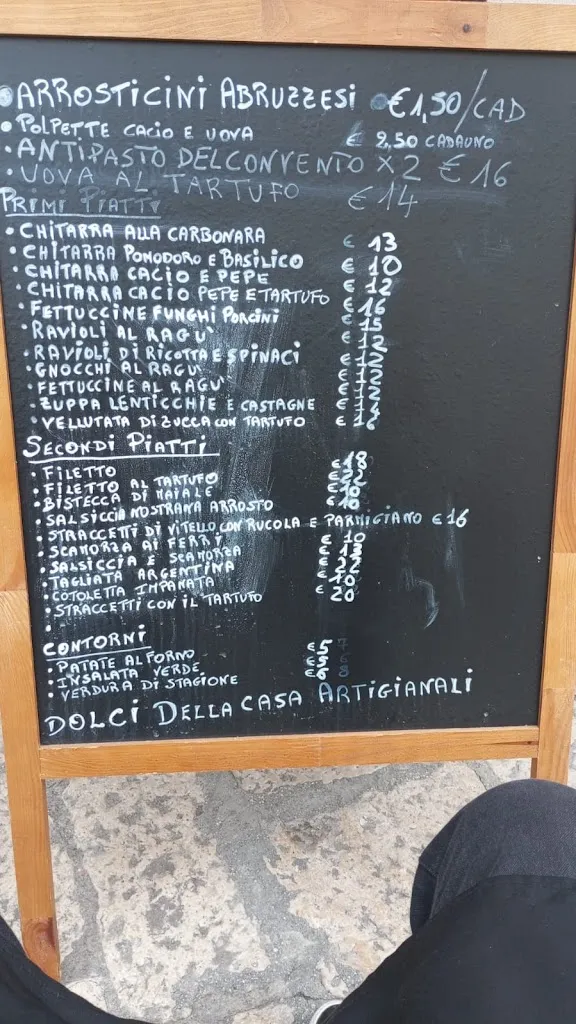 • ARROSTICINI ABRUZZESI • €1,50/CAD
• POLPETTE CACIO E UOVA € 2,50 CADAUNO
• ANTIPASTO DEL CONVENTO X2 € 16
• UOVA AL TARTUFO € 14
PRIMI PIATTI
• CHITARRA ALLA CARBONARA € 13
• CHITARRA POMODORO E BASILICO € 10
• CHITARRA CACIO E PEPE € 12
• CHITARRA CACIO PEPE E TARTUFO € 16
• FETTUCCINE FUNGHI PORCINI € 15
• RAVIOLI AL RAGU' € 12
• RAVIOLI DI RICOTTA E SPINACI € 12
• GNOCCHI AL RAGU' € 12
• FETTUCCINE AL RAGU' € 12
• ZUPPA LENTICCHIE E CASTAGNE €
• VELLUTATA DI ZUCCA CON TARTUFO €
SECONDI PIATTI
• FILETTO € 18
• FILETTO AL TARTUFO €
• BISTECCA DI MAIALE €
• SALSICCIA NOSTRANA ARROSTO € 10
• STRACCETTI DI VITELLO CON RUCOLA E PARMIGIANO € 16
• SCAMORZA AI FERRI € 10
• SALSICCIA E SCAMORZA € 13
• TAGLIATA ARGENTINA €
• COTOLETTA IMPANATA € 10
• STRACCETTI CON IL TARTUFO € 20
•
CONTORNI
• PATATE AL FORNO € 5
• INSALATA VERDE € 5
• VERDURA DI STAGIONE € 6
DOLCI DELLA CASA ARTIGIANALI